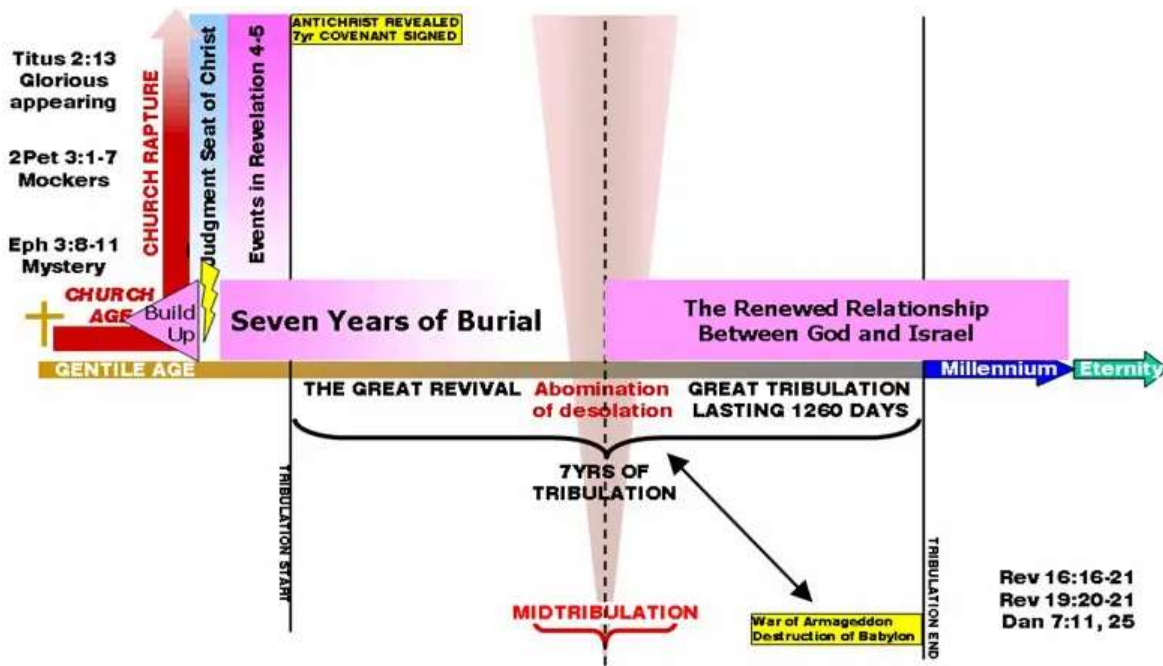 Titus 2:13
Glorious
appearing
2Pet 3:1-7
Mockers
Eph 3:8-11
Mystery
CHURCH RAPTURE
Judgment Seat of Christ
Events in Revelation 4-5
ANTICHRIST REVEALED
7yr COVENANT SIGNED
CHURCH
AGE
Build
Up
Seven Years of Burial
The Renewed Relationship
Between God and Israel
GENTILE AGE
Millennium
Eternity
THE GREAT REVIVAL
Abomination
of desolation
GREAT TRIBULATION
LASTING 1260 DAYS
7YRS OF
TRIBULATION
TRIBULATION START
MIDTRIBULATION
War of Armageddon
Destruction of Babylon
TRIBULATION END
Rev 16:16-21
Rev 19:20-21
Dan 7:11, 25